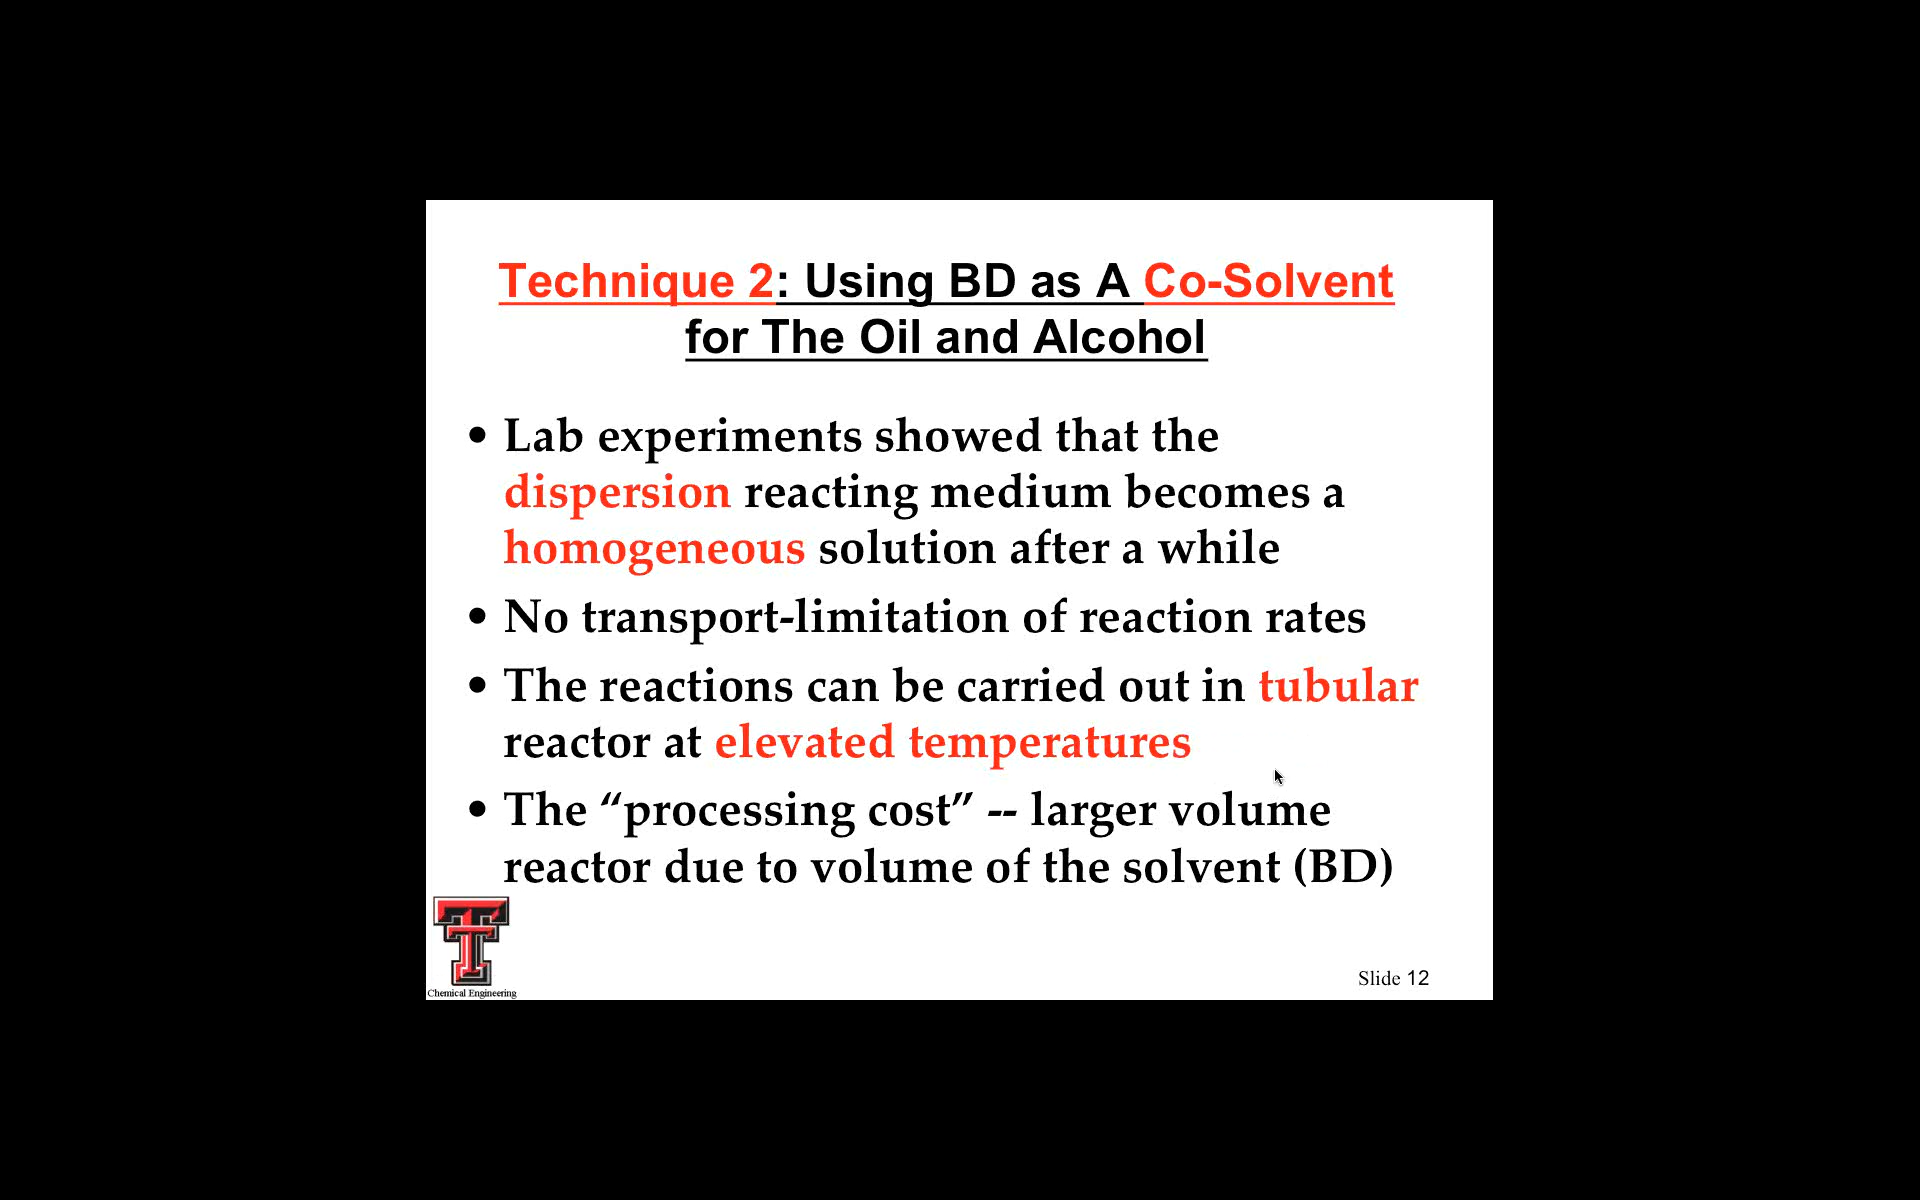 Technique 2: Using BD as A Co-Solvent
for The Oil and Alcohol
• Lab experiments showed that the
dispersion reacting medium becomes a
homogeneous solution after a while
• No transport-limitation of reaction rates
• The reactions can be carried out in tubular
reactor at elevated temperatures
• The “processing cost” -- larger volume
reactor due to volume of the solvent (BD)
Chemical Engineering
Slide 12